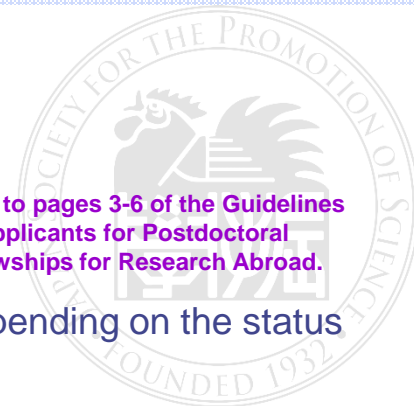 SOCIETY FOR THE PROMOTION OF SCIENCE
to pages 3-6 of the Guidelines
pplicants for Postdoctoral
wships for Research Abroad.
pending on the status
FOUNDED 1932